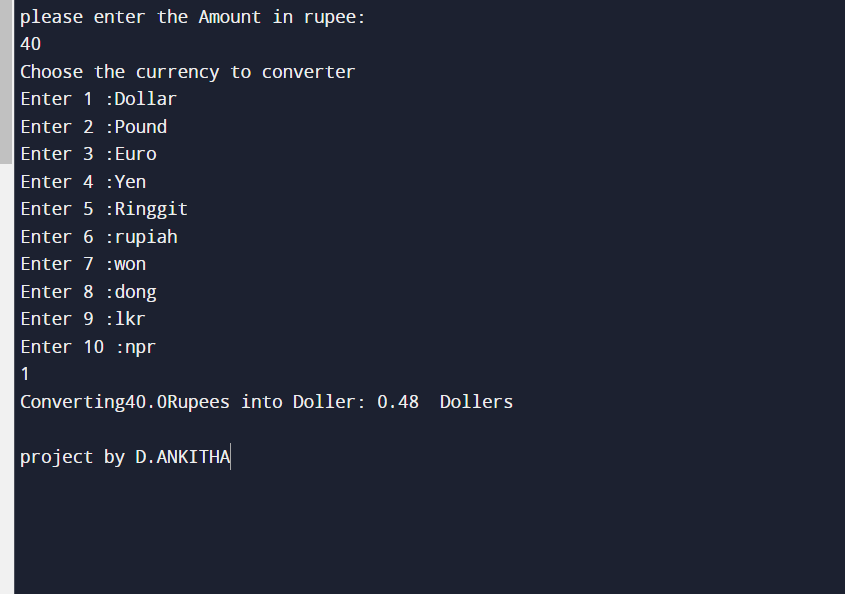 please enter the Amount in rupee:
40
Choose the currency to converter
Enter 1 :Dollar
Enter 2 :Pound
Enter 3 :Euro
Enter 4 :Yen
Enter 5 :Ringgit
Enter 6 :rupiah
Enter 7 :won
Enter 8 :dong
Enter 9 :lkr
Enter 10 :npr
1
Converting40.0Rupees into Doller: 0.48  Dollers
project by D.ANKITHA